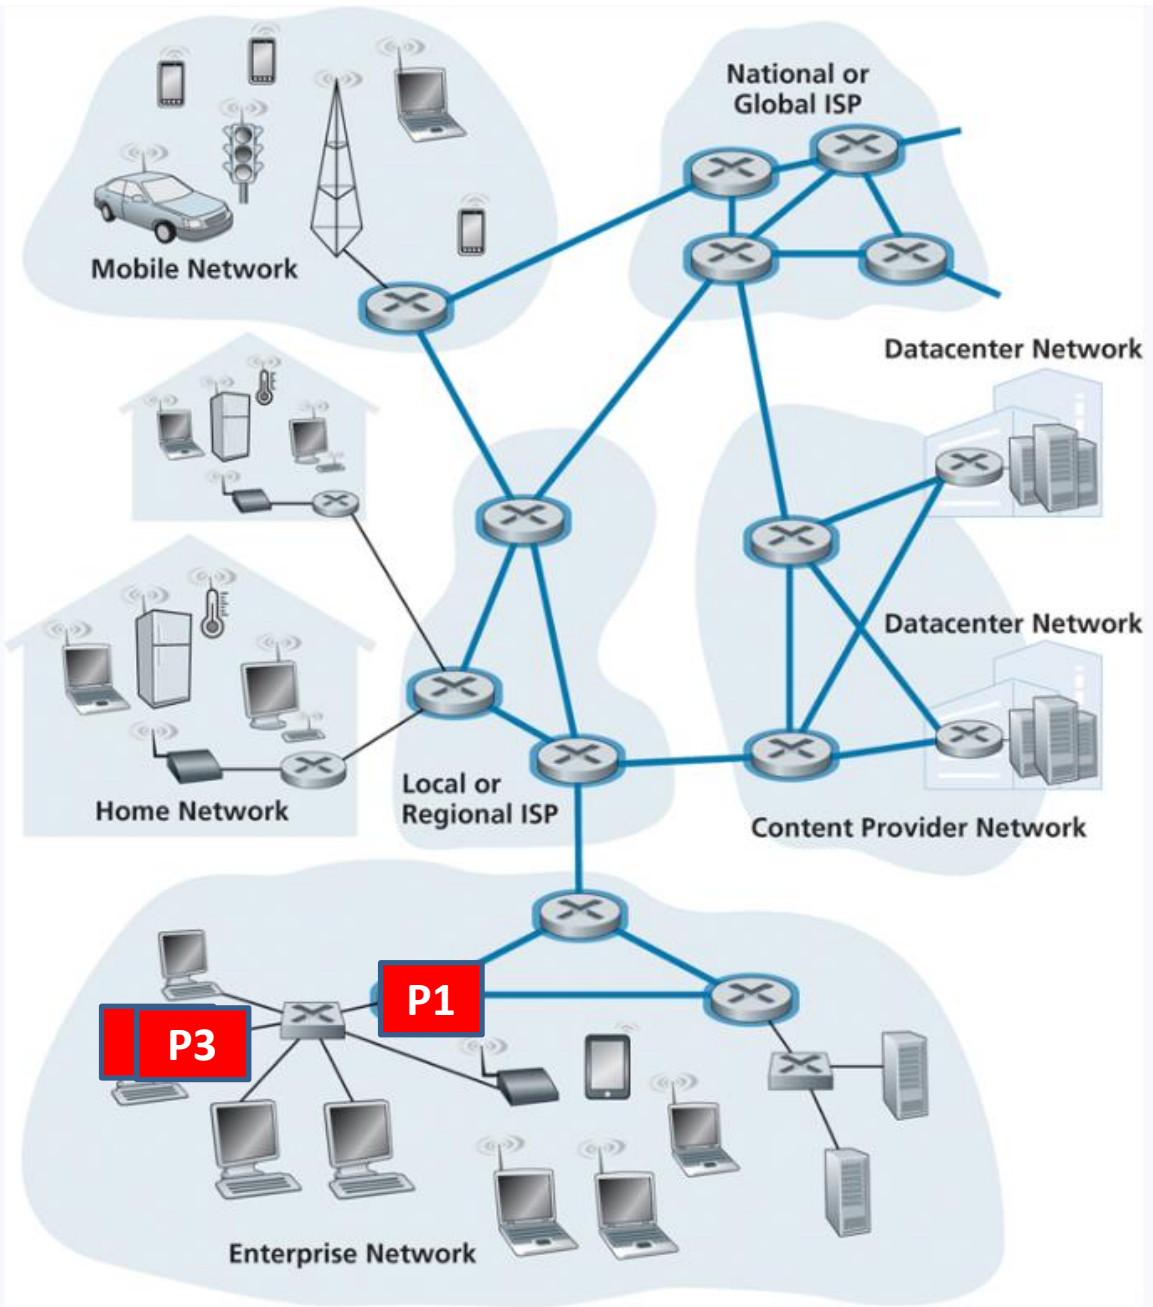 National or
Global ISP
Mobile Network
Datacenter Network
Datacenter Network
Local or
Regional ISP
Home Network
Content Provider Network
P1
P3
Enterprise Network